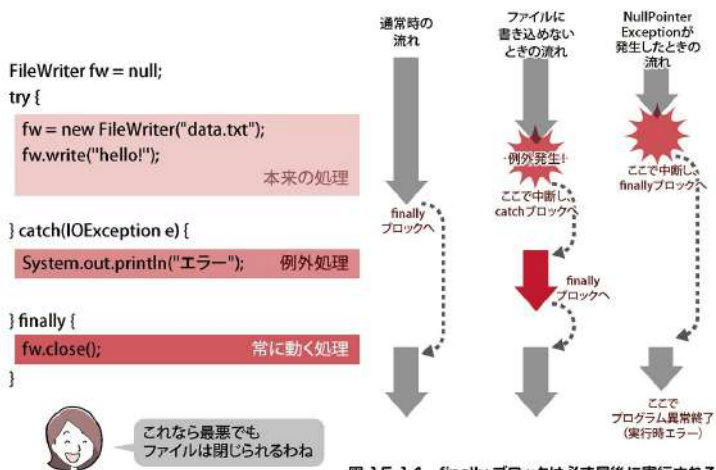 FileWriter fw = null;
try {
fw = new FileWriter("data.txt");
fw.write("hello!");
本来の処理
} catch(IOException e) {
System.out.println("エラー");
例外処理
} finally {
fw.close();
常に動く処理
}
これなら最悪でも
ファイルは閉じられるわね
通常時の
流れ
finally
ブロックへ
ファイルに
書き込めない
ときの流れ
例外発生!
ここで中断し、
catchブロックへ
finally
ブロックへ
NullPointer
Exceptionが
発生したときの
流れ
ここで中断し、
finallyブロックへ
ここで
プログラム異常終了
(実行時エラー)